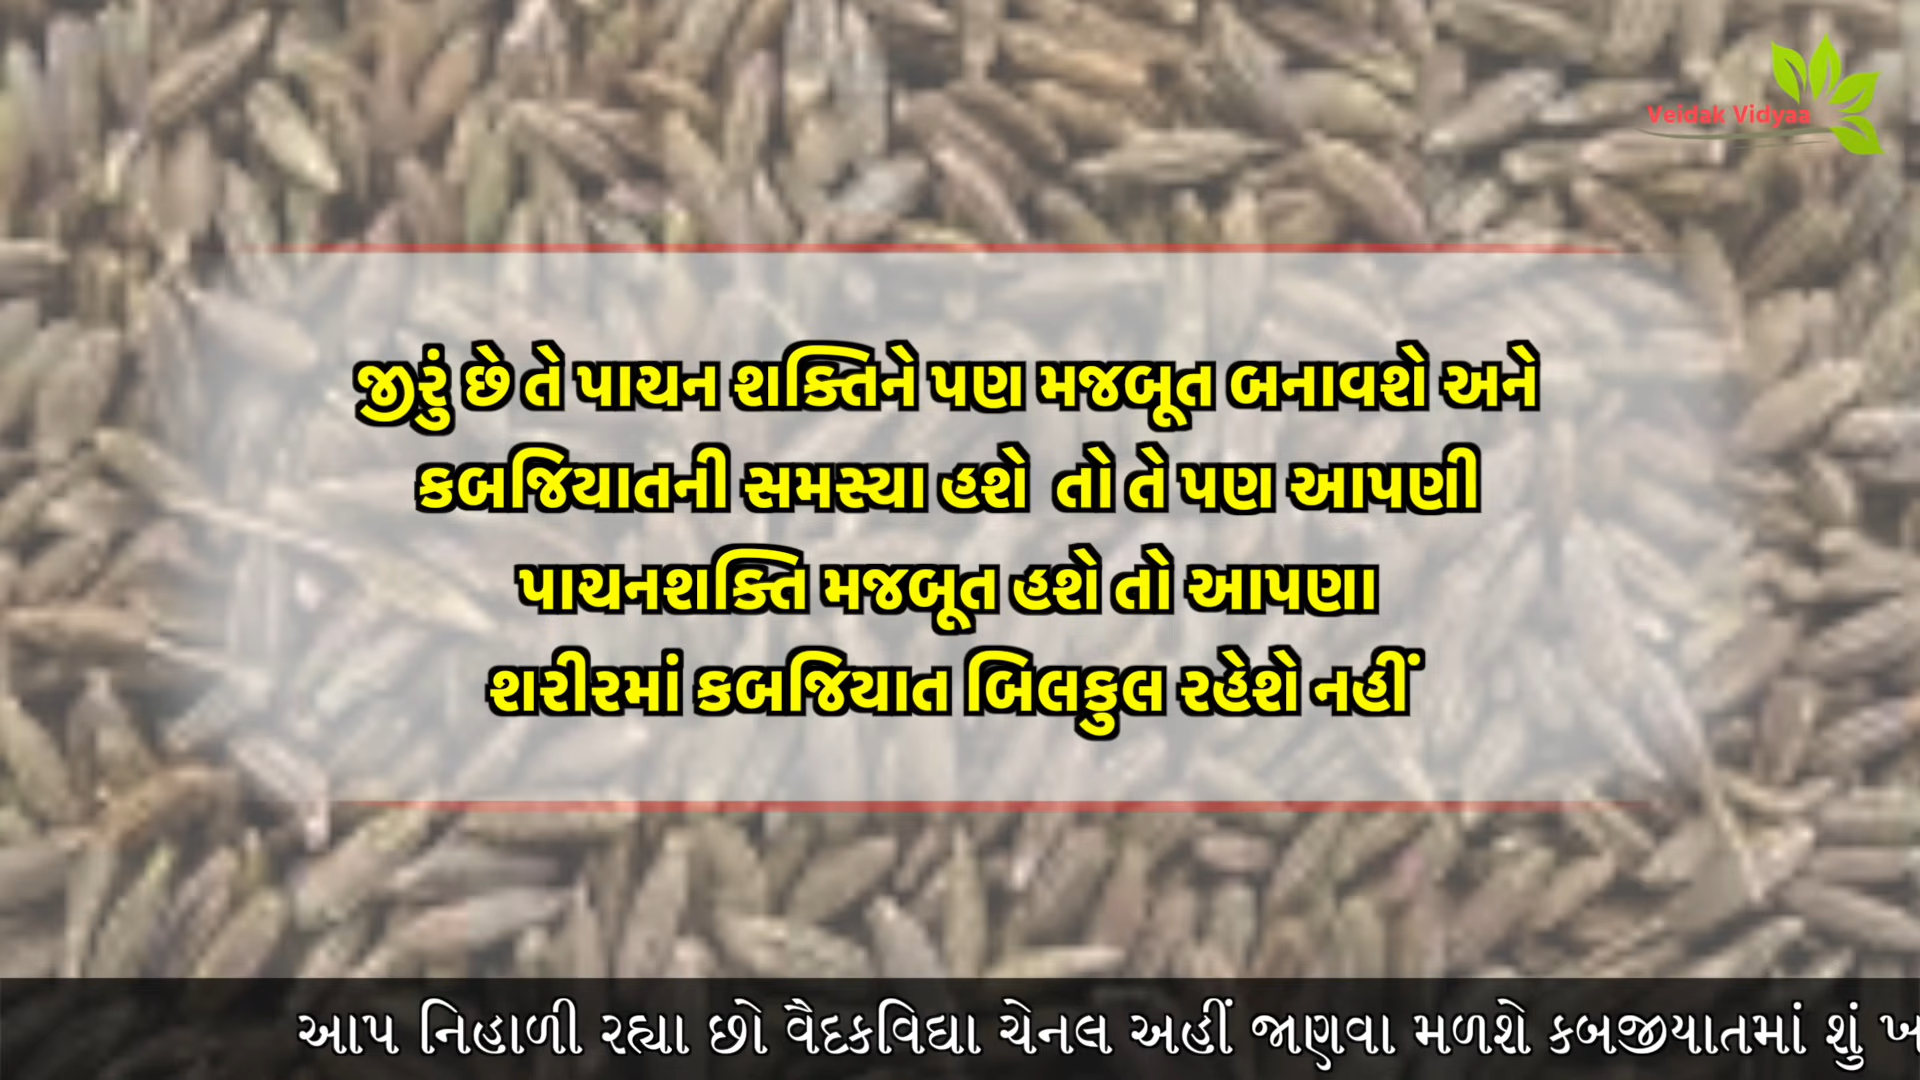 Veidak Vidyaa
જીરું છે તે પાચન શક્તિને પણ મજબૂત બનાવશે અને
કબજિયાતની સમસ્યા હશે તો તે પણ આપણી
પાચનશક્તિ મજબૂત હશે તો આપણા
શરીરમાં કબજિયાત બિલકુલ રહેશે નહીં
આપ નિહાળી રહ્યા છો વૈદકવિદ્યા ચેનલ અહીં જાણવા મળશે કબજીયાતમાં શું